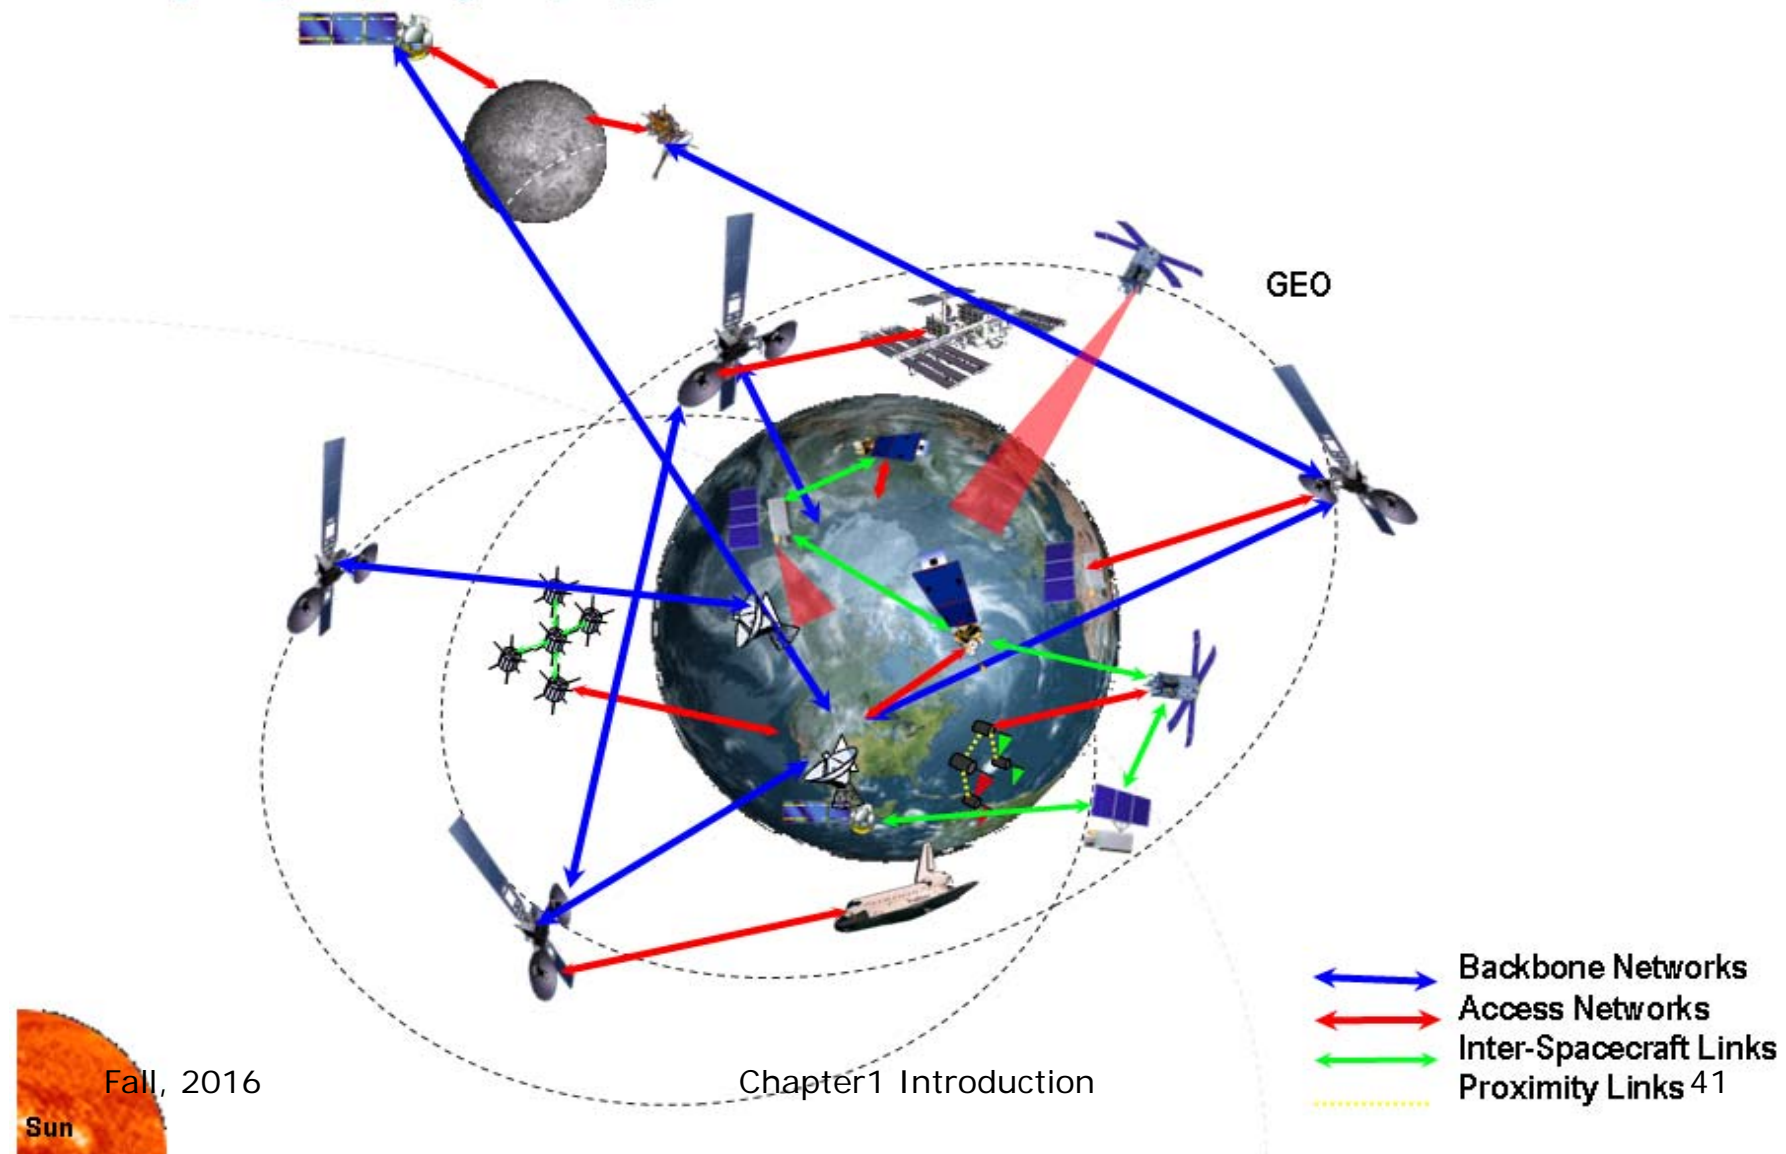 GEO
Backbone Networks
Access Networks
Inter-Spacecraft Links
Proximity Links
Sun
Fall, 2016
Chapter1 Introduction
41